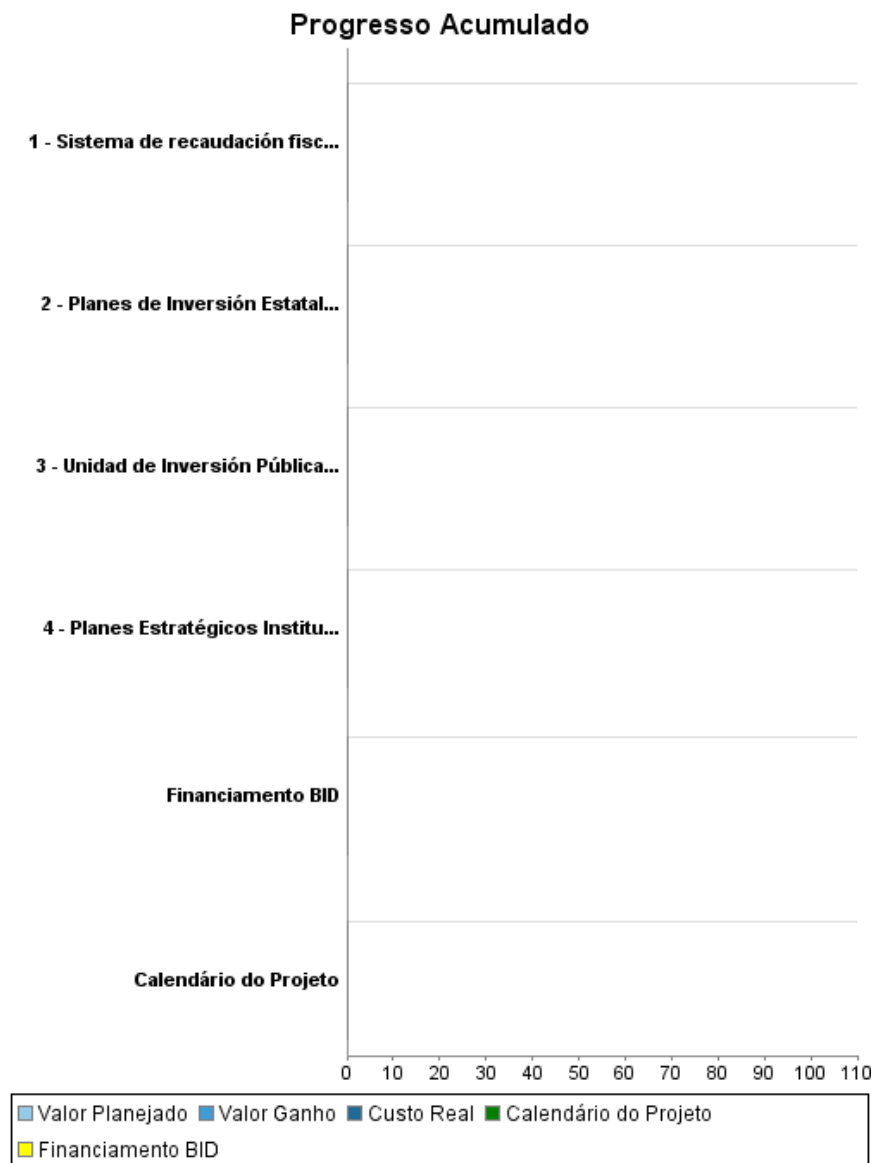 Progresso Acumulado
1 - Sistema de recaudación fisc...
2 - Planes de Inversión Estatal...
3 - Unidad de Inversión Pública...
4 - Planes Estratégicos Institu...
Financiamento BID
Calendário do Projeto
0 10 20 30 40 50 60 70 80 90 100 110
Valor Planejado Valor Ganho Custo Real Calendário do Projeto
Financiamento BID